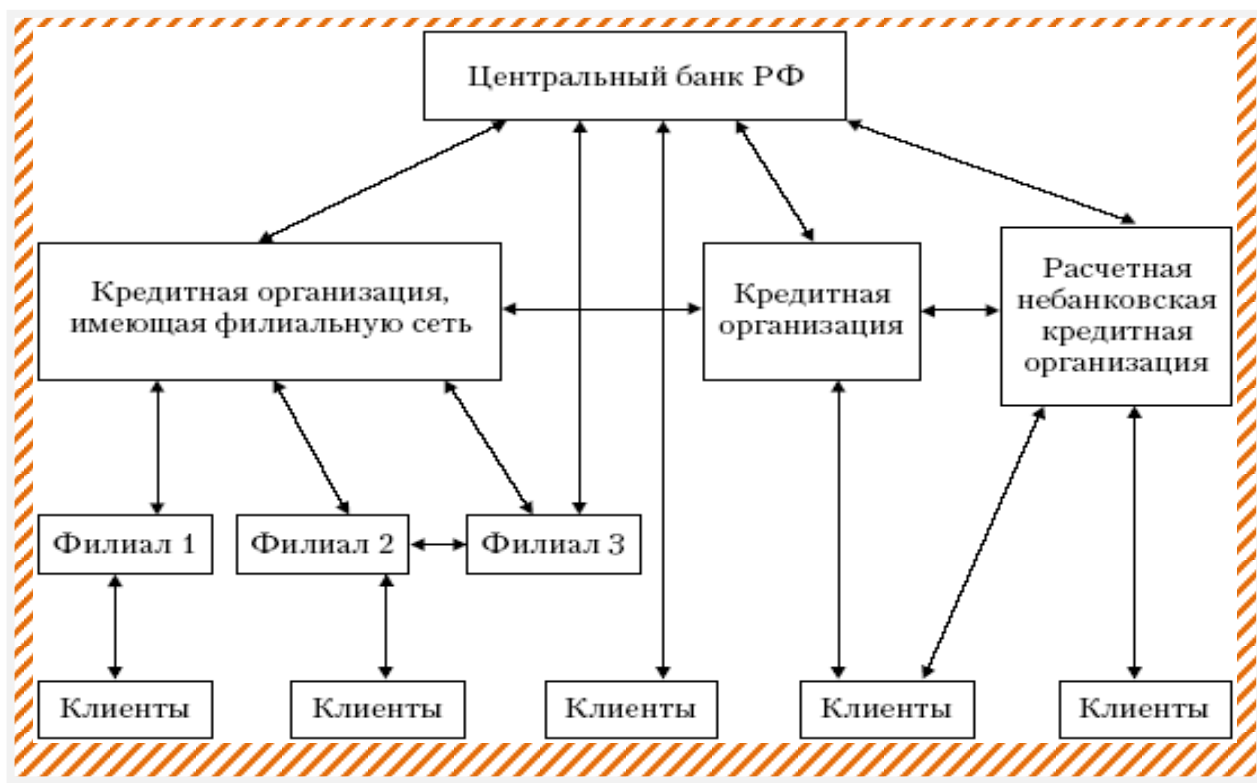 Центральный банк РФ
Кредитная организация,
имеющая филиальную сеть
Кредитная
организация
Расчетная
небанковская
кредитная
организация
Филиал 1
Филиал 2
Филиал 3
Клиенты
Клиенты
Клиенты
Клиенты
Клиенты